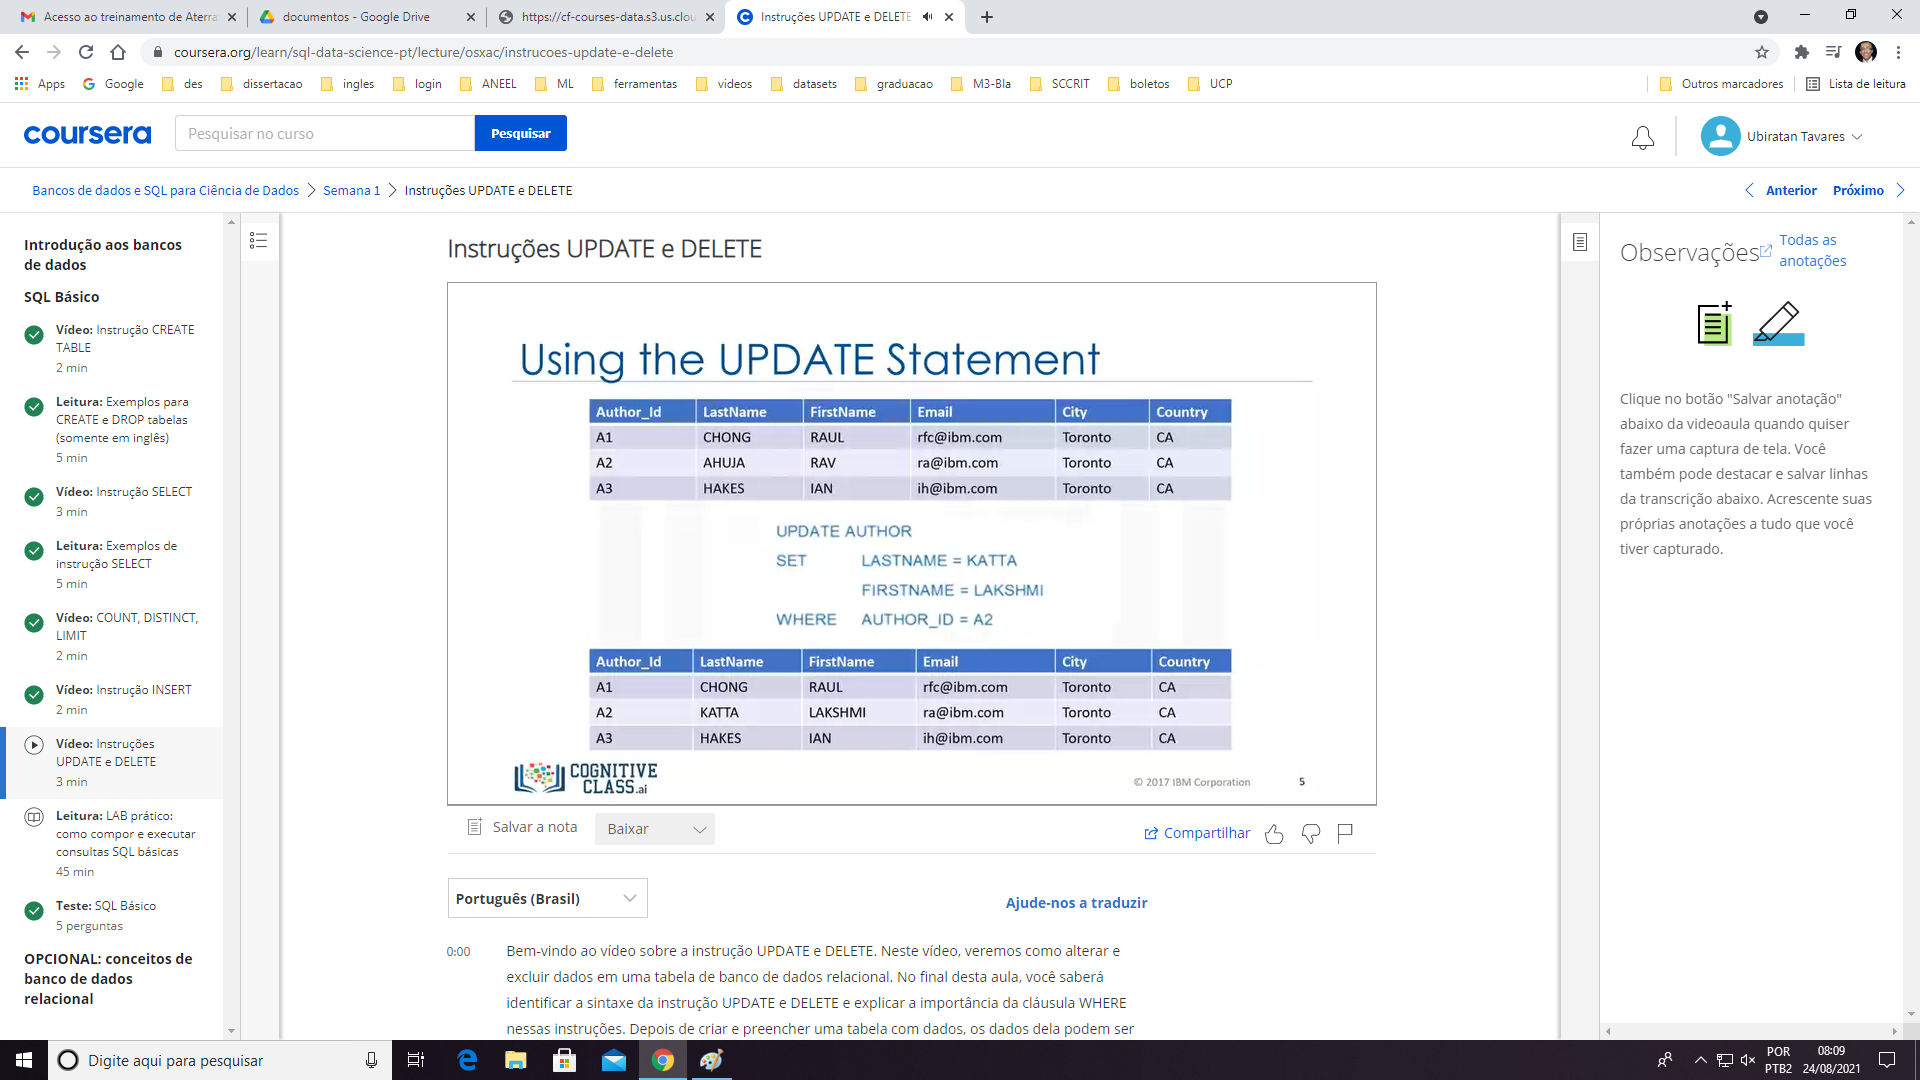 Acesso ao treinamento de Aterra
documentos - Google Drive
https://cf-courses-data.s3.us.clou
Instruções UPDATE e DELETE
coursera.org/learn/sql-data-science-pt/lecture/osxac/instrucoes-update-e-delete
Apps Google des dissertacao ingles login ANEEL ML ferramentas videos datasets graduacao M3-BIa SCCRIT boletos UCP Outros marcadores Lista de leitura
coursera
Pesquisar no curso
Pesquisar
Ubiratan Tavares
Bancos de dados e SQL para Ciência de Dados
Semana 1
Instruções UPDATE e DELETE
Anterior
Próximo
Introdução aos bancos
de dados
SQL Básico
Vídeo: Instrução CREATE
TABLE
2 min
Leitura: Exemplos para
CREATE e DROP tabelas
(somente em inglês)
5 min
Vídeo: Instrução SELECT
3 min
Leitura: Exemplos de
instrução SELECT
5 min
Vídeo: COUNT, DISTINCT,
LIMIT
2 min
Vídeo: Instrução INSERT
2 min
Vídeo: Instruções
UPDATE e DELETE
3 min
Leitura: LAB prático:
como compor e executar
consultas SQL básicas
45 min
Teste: SQL Básico
5 perguntas
OPCIONAL: conceitos de
banco de dados
relacional
Instruções UPDATE e DELETE
Using the UPDATE Statement
Author_Id LastName FirstName Email City Country
A1 CHONG RAUL rfc@ibm.com Toronto CA
A2 AHUJA RAV ra@ibm.com Toronto CA
A3 HAKES IAN ih@ibm.com Toronto CA
UPDATE AUTHOR
SET LASTNAME = KATTA
FIRSTNAME = LAKSHMI
WHERE AUTHOR_ID = A2
Author_Id LastName FirstName Email City Country
A1 CHONG RAUL rfc@ibm.com Toronto CA
A2 KATTA LAKSHMI ra@ibm.com Toronto CA
A3 HAKES IAN ih@ibm.com Toronto CA
COGNITIVE
CLASS.ai
© 2017 IBM Corporation
5
Salvar a nota
Baixar
Compartilhar
Português (Brasil)
Ajude-nos a traduzir
0:00
Bem-vindo ao vídeo sobre a instrução UPDATE e DELETE. Neste vídeo, veremos como alterar e
excluir dados em uma tabela de banco de dados relacional. No final desta aula, você saberá
identificar a sintaxe da instrução UPDATE e DELETE e explicar a importância da cláusula WHERE
nessas instruções. Depois de criar e preencher uma tabela com dados, os dados dela podem ser
Observações
Todas as
anotações
Clique no botão "Salvar anotação"
abaixo da videoaula quando quiser
fazer uma captura de tela. Você
também pode destacar e salvar linhas
da transcrição abaixo. Acrescente suas
próprias anotações a tudo que você
tiver capturado.
Digite aqui para pesquisar
POR
PTB2
08:09
24/08/2021